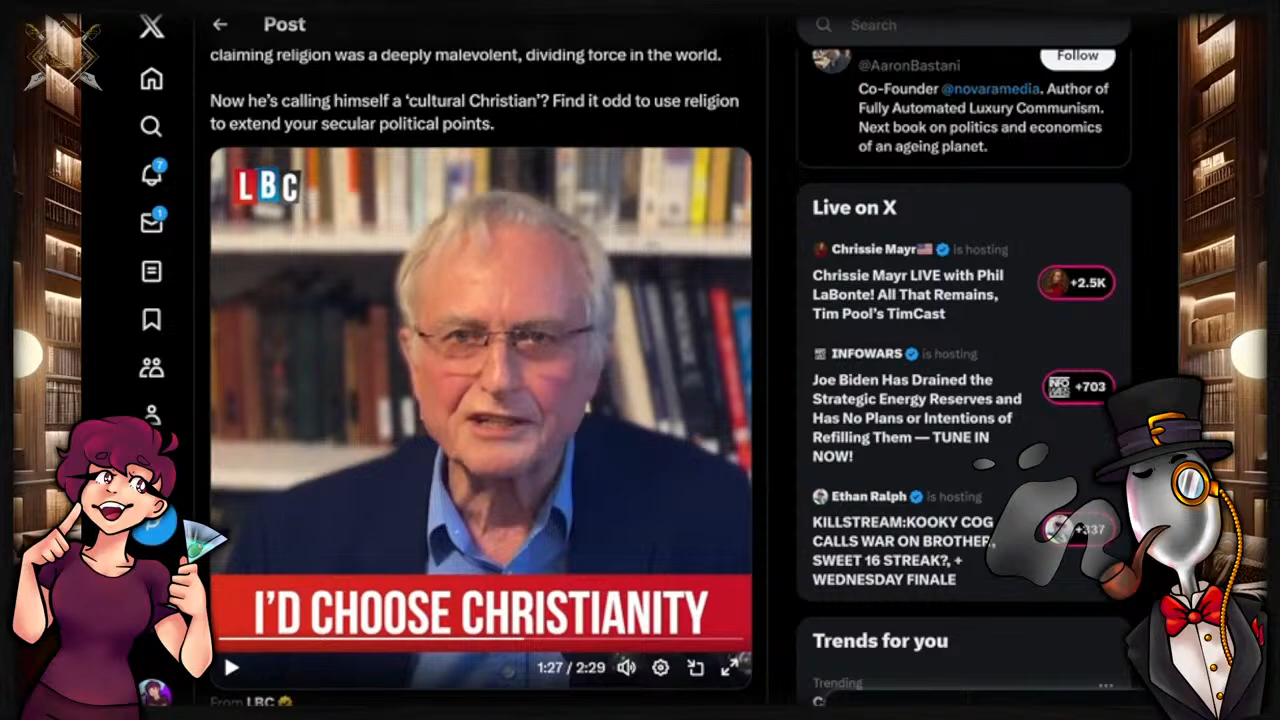 Post
claiming religion was a deeply malevolent, dividing force in the world.
Now he's calling himself a 'cultural Christian'? Find it odd to use religion
to extend your secular political points.
LBC
I'D CHOOSE CHRISTIANITY
1:27 / 2:29
From LBC
7
1
Search
@AaronBastani
Follow
Co-Founder @novaramedia. Author of
Fully Automated Luxury Communism.
Next book on politics and economics
of an ageing planet.
Live on X
Chrissie Mayr is hosting
Chrissie Mayr LIVE with Phil
LaBonte! All That Remains,
Tim Pool's TimCast
+2.5K
INFOWARS is hosting
Joe Biden Has Drained the
Strategic Energy Reserves and
Has No Plans or Intentions of
Refilling Them — TUNE IN
NOW!
INFO
WARS
+703
Ethan Ralph is hosting
KILLSTREAM:KOOKY COG
CALLS WAR ON BROTHER,
SWEET 16 STREAK?, +
WEDNESDAY FINALE
+337
Trends for you
Trending